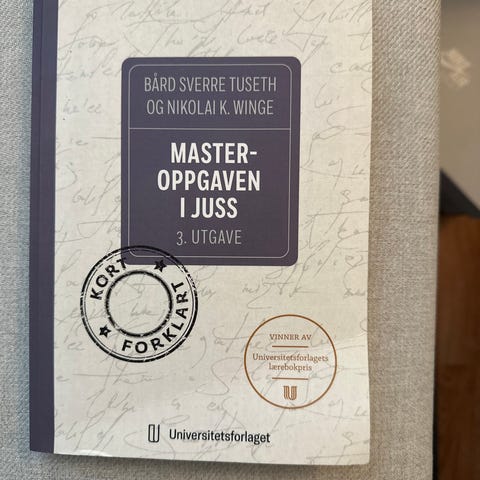 BÅRD SVERRE TUSETH
OG NIKOLAI K. WINGE
MASTER-
OPPGAVEN
I JUSS
3. UTGAVE
KORT
FORKLART
VINNER AV
Universitetsforlagets
lærebokpris
Universitetsforlaget